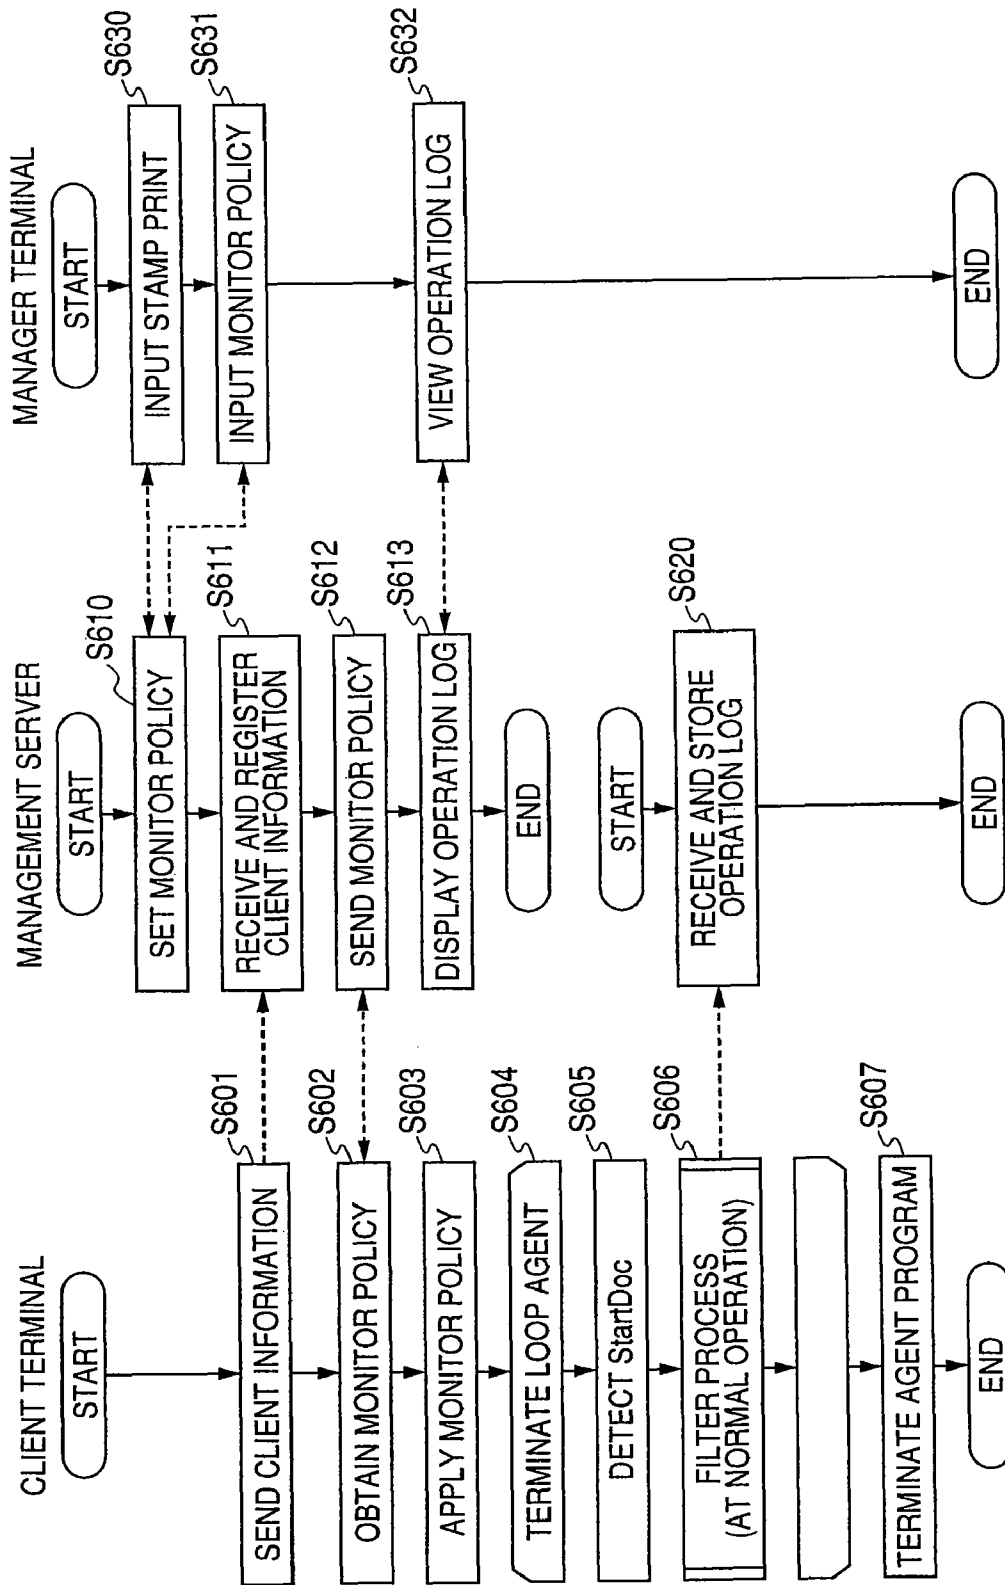 CLIENT TERMINAL
START
S601
SEND CLIENT INFORMATION
S602
OBTAIN MONITOR POLICY
S603
APPLY MONITOR POLICY
S604
TERMINATE LOOP AGENT
S605
DETECT StartDoc
S606
FILTER PROCESS
(AT NORMAL OPERATION)
S607
TERMINATE AGENT PROGRAM
END
MANAGEMENT SERVER
START
S610
SET MONITOR POLICY
S611
RECEIVE AND REGISTER
CLIENT INFORMATION
S612
SEND MONITOR POLICY
S613
DISPLAY OPERATION LOG
END
START
S620
RECEIVE AND STORE
OPERATION LOG
END
MANAGER TERMINAL
START
S630
INPUT STAMP PRINT
S631
INPUT MONITOR POLICY
S632
VIEW OPERATION LOG
END